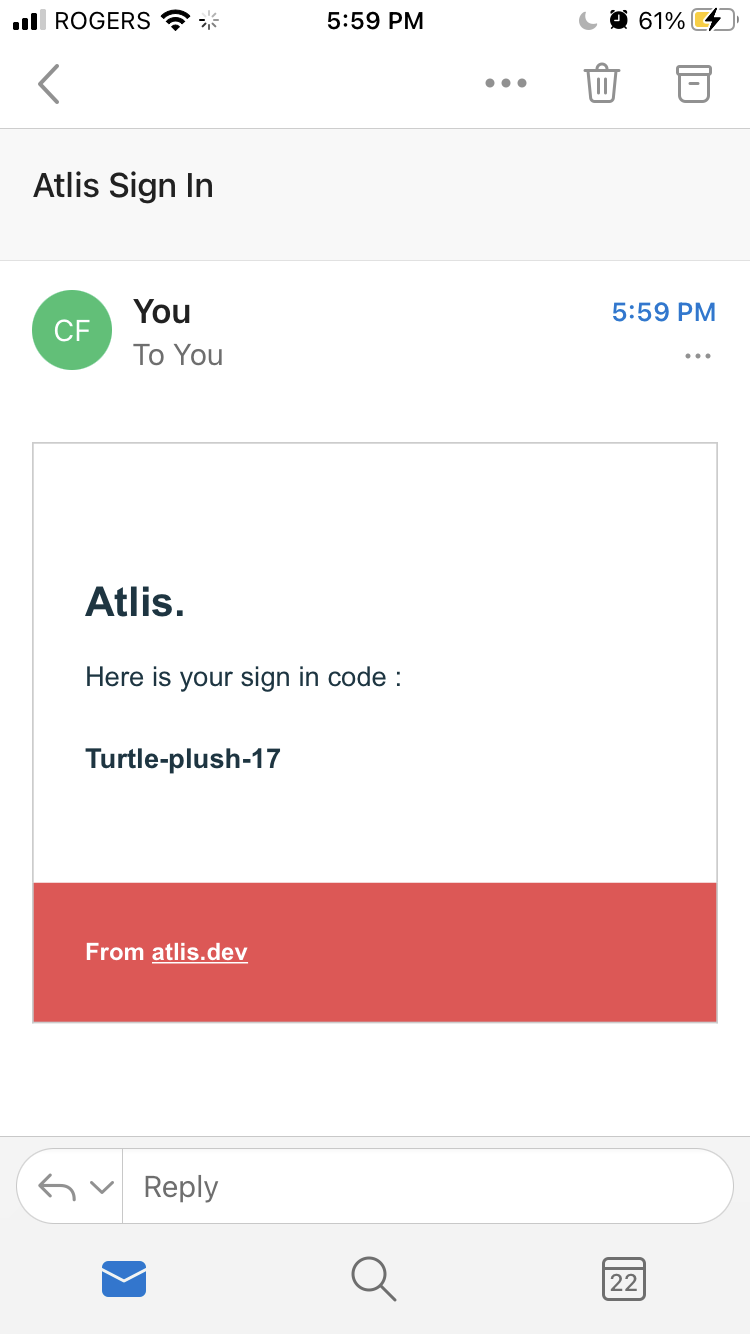 ROGERS 5:59 PM 61%
Atlis Sign In
CF
You 5:59 PM
To You
Atlis.
Here is your sign in code :
Turtle-plush-17
From atlis.dev
Reply
22